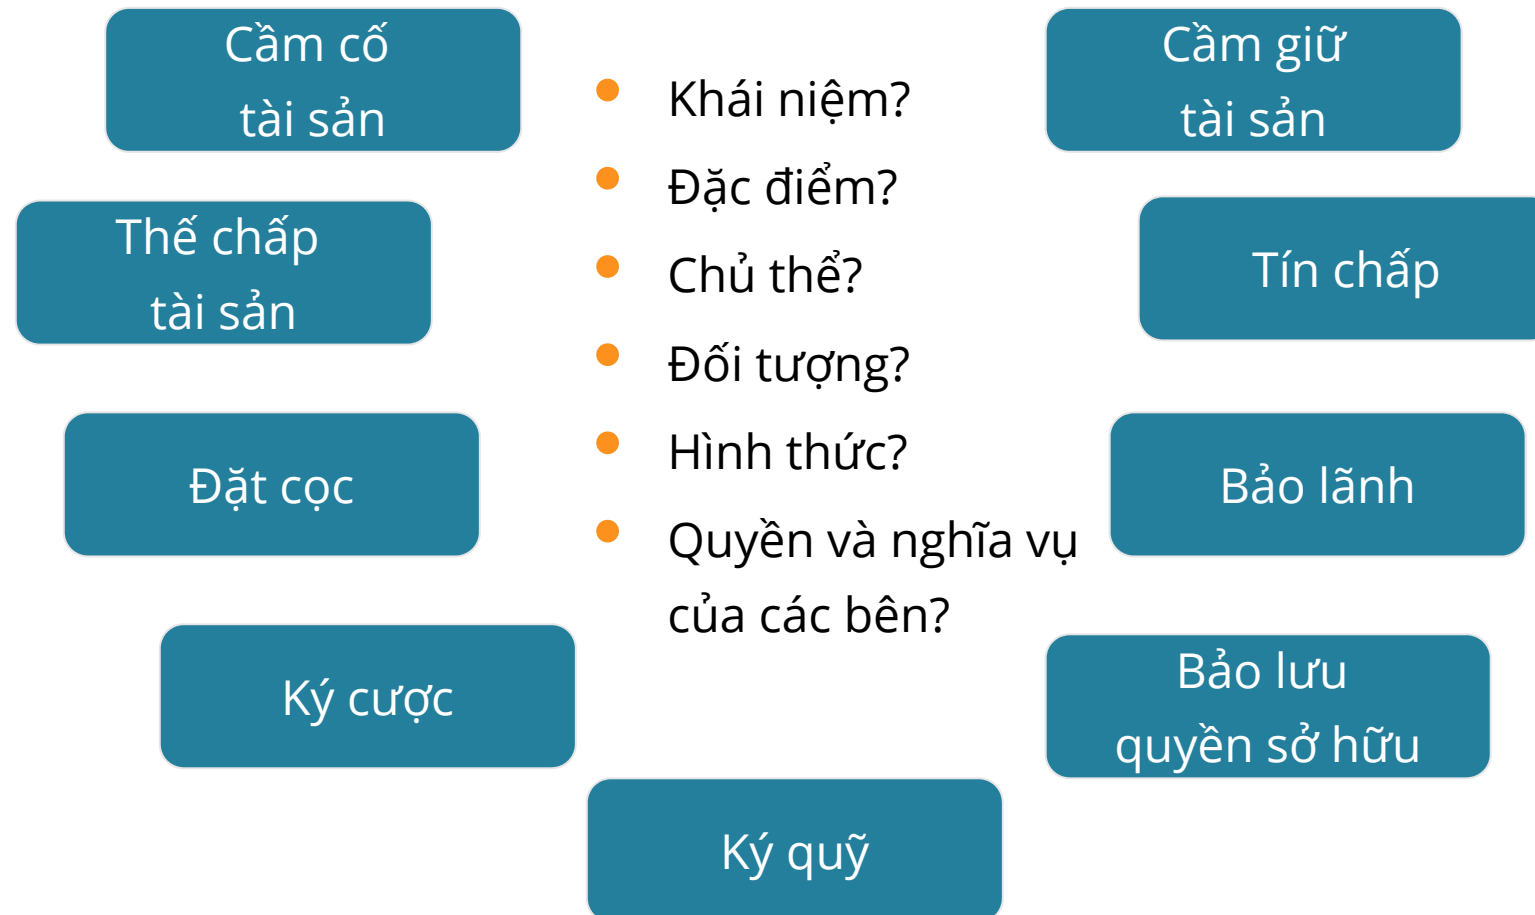 Cầm cố
tài sản
Thế chấp
tài sản
Đặt cọc
Ký cược
Ký quỹ
Khái niệm?
Đặc điểm?
Chủ thể?
Đối tượng?
Hình thức?
Quyền và nghĩa vụ
của các bên?
Cầm giữ
tài sản
Tín chấp
Bảo lãnh
Bảo lưu
quyền sở hữu